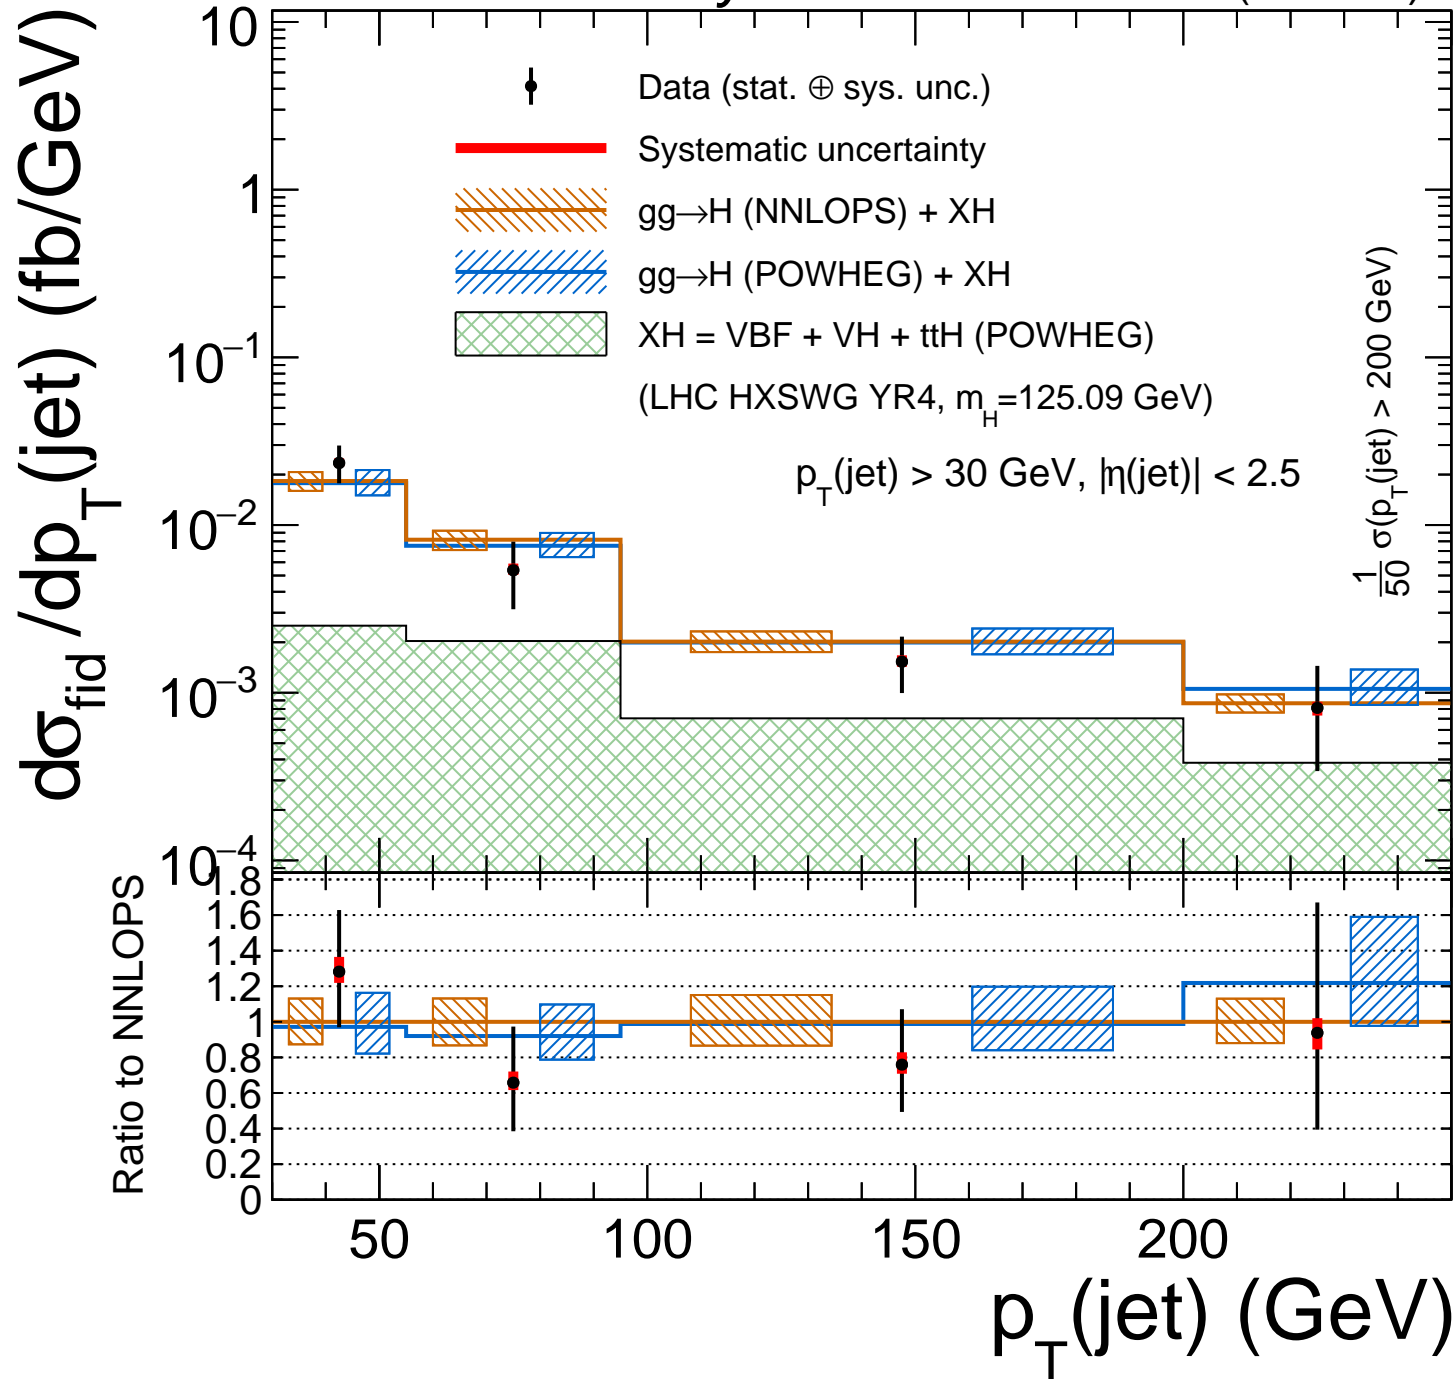 dσ_fid /dp_T(jet) (fb/GeV)
10
1
10^−1
10^−2
10^−3
10^−4
Data (stat. ⊕ sys. unc.)
Systematic uncertainty
gg→H (NNLOPS) + XH
gg→H (POWHEG) + XH
XH = VBF + VH + ttH (POWHEG)
(LHC HXSWG YR4, m_H=125.09 GeV)
p_T(jet) > 30 GeV, |η(jet)| < 2.5
1/50 σ(p_T(jet) > 200 GeV)
Ratio to NNLOPS
1.8
1.6
1.4
1.2
1
0.8
0.6
0.4
0.2
0
50 100 150 200
p_T(jet) (GeV)